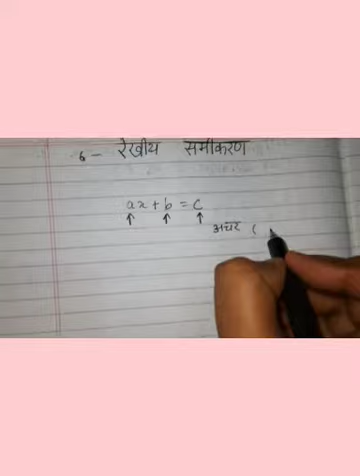 6 - रेखीय समीकरण
ax + b = c
↑ ↑ ↑
अचर (